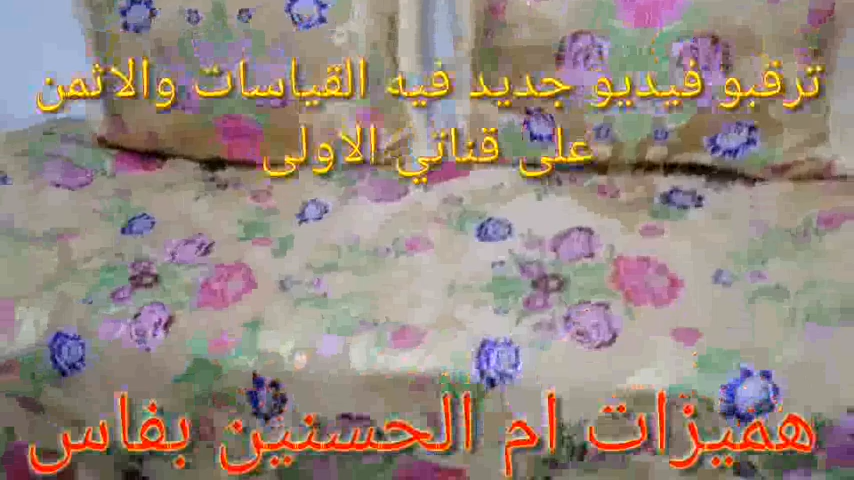 ترقبو فيديو جديد فيه القياسات والاثمن
على قناتي الاولى
هميزات ام الحسنين بفاس